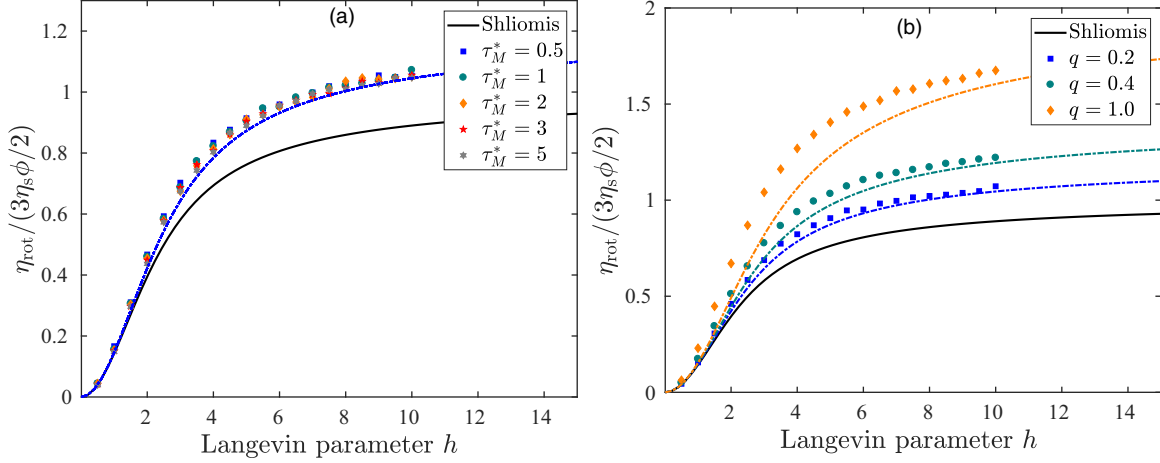 (a)
Shliomis
τ*_M = 0.5
τ*_M = 1
τ*_M = 2
τ*_M = 3
τ*_M = 5
η_rot/(3η_sϕ/2)
1.2
1
0.8
0.6
0.4
0.2
0
2 4 6 8 10 12 14
Langevin parameter h
(b)
Shliomis
q = 0.2
q = 0.4
q = 1.0
η_rot/(3η_sϕ/2)
2
1.5
1
0.5
0
2 4 6 8 10 12 14
Langevin parameter h